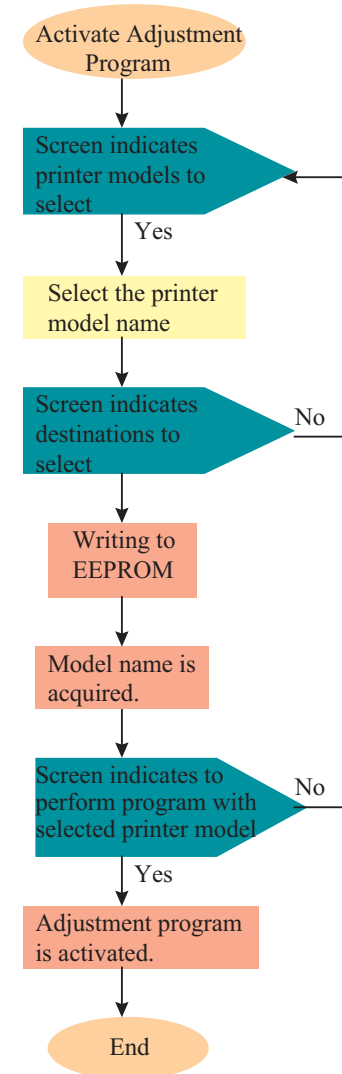 Activate Adjustment
Program
Screen indicates
printer models to
select
Yes
Select the printer
model name
Screen indicates
destinations to
select
No
Writing to
EEPROM
Model name is
acquired.
Screen indicates to
perform program with
selected printer model
No
Yes
Adjustment program
is activated.
End